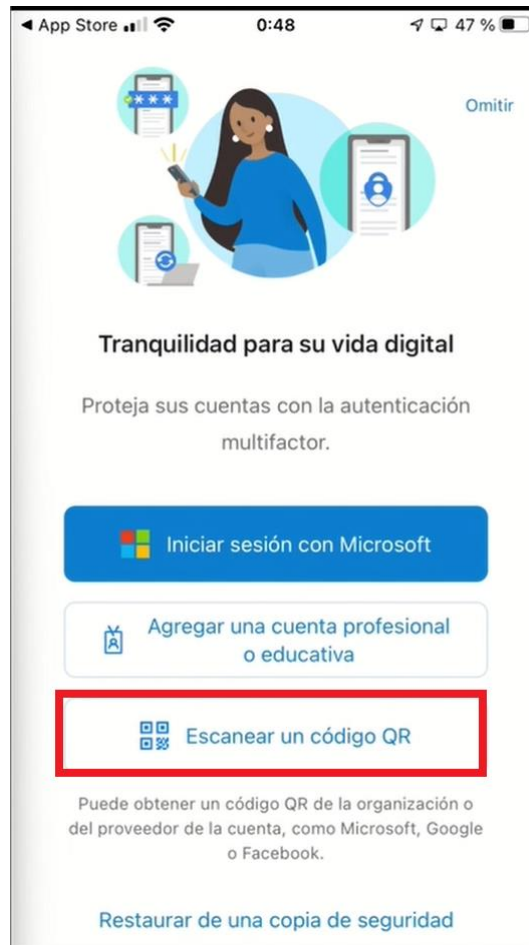 App Store
0:48
47 %
* * *
Omitir
Tranquilidad para su vida digital
Proteja sus cuentas con la autenticación
multifactor.
Iniciar sesión con Microsoft
Agregar una cuenta profesional
o educativa
Escanear un código QR
Puede obtener un código QR de la organización o
del proveedor de la cuenta, como Microsoft, Google
o Facebook.
Restaurar de una copia de seguridad